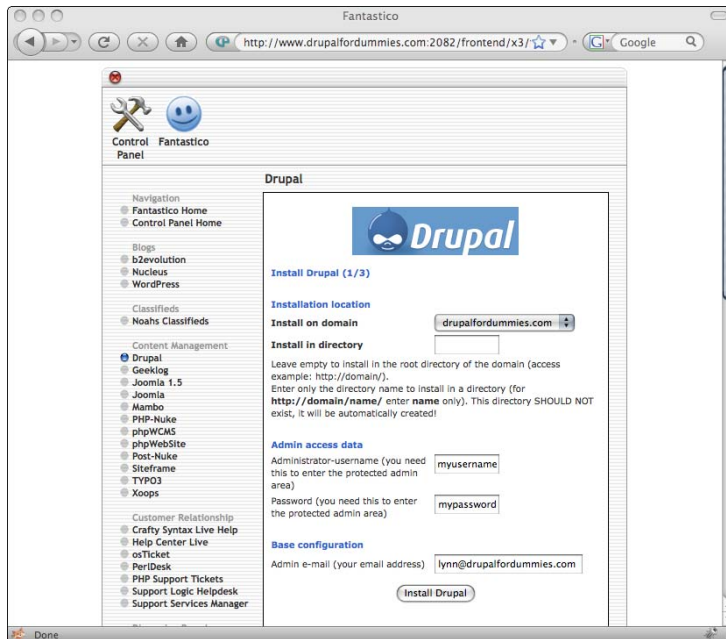 Fantastico
http://www.drupalfordummies.com:2082/frontend/x3/
Google
Control Panel
Fantastico
Drupal
Navigation
Fantastico Home
Control Panel Home
Blogs
b2evolution
Nucleus
WordPress
Classifieds
Noahs Classifieds
Content Management
Drupal
Geeklog
Joomla 1.5
Joomla
Mambo
PHP-Nuke
phpWCMS
phpWebSite
Post-Nuke
Siteframe
TYPO3
Xoops
Customer Relationship
Crafty Syntax Live Help
Help Center Live
osTicket
PerlDesk
PHP Support Tickets
Support Logic Helpdesk
Support Services Manager
Drupal
Install Drupal (1/3)
Installation location
Install on domain drupalfordummies.com
Install in directory
Leave empty to install in the root directory of the domain (access
example: http://domain/).
Enter only the directory name to install in a directory (for
http://domain/name/ enter name only). This directory SHOULD NOT
exist, it will be automatically created!
Admin access data
Administrator-username (you need
this to enter the protected admin
area)
myusername
Password (you need this to enter
the protected admin area)
mypassword
Base configuration
Admin e-mail (your email address) lynn@drupalfordummies.com
Install Drupal
Done